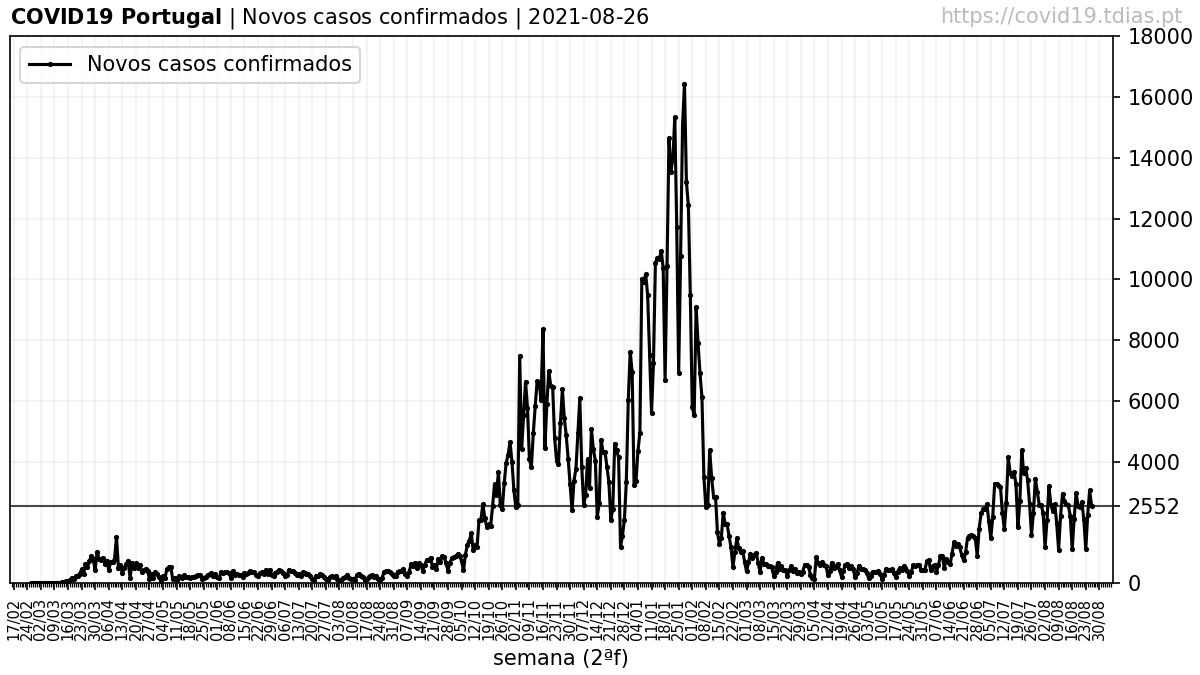 COVID19 Portugal | Novos casos confirmados | 2021-08-26
https://covid19.tdias.pt
Novos casos confirmados
18000
16000
14000
12000
10000
8000
6000
4000
2552
0
17/02 24/02 02/03 09/03 16/03 23/03 30/03 06/04 13/04 20/04 27/04 04/05 11/05 18/05 25/05 01/06 08/06 15/06 22/06 29/06 06/07 13/07 20/07 27/07 03/08 10/08 17/08 24/08 31/08 07/09 14/09 21/09 28/09 05/10 12/10 19/10 26/10 02/11 09/11 16/11 23/11 30/11 07/12 14/12 21/12 28/12 04/01 11/01 18/01 25/01 01/02 08/02 15/02 22/02 01/03 08/03 15/03 22/03 29/03 05/04 12/04 19/04 26/04 03/05 10/05 17/05 24/05 31/05 07/06 14/06 21/06 28/06 05/07 12/07 19/07 26/07 02/08 09/08 16/08 23/08 30/08
semana (2ªf)